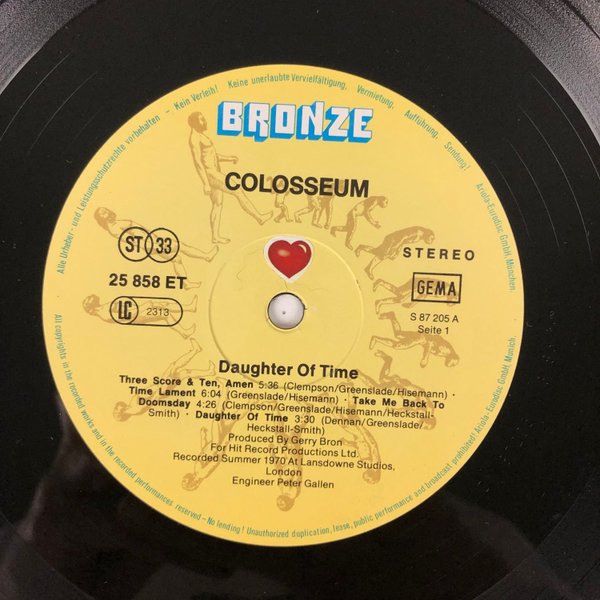 Alle Urheber- und Leistungsschutzrechte vorbehalten - Kein Verleih! Keine unerlaubte Vervielfältigung, Vermietung, Aufführung, Sendung! Ariola-Eurodisc GmbH, München
BRONZE
COLOSSEUM
ST 33
STEREO
25 858 ET
GEMA
LC 2313
S 87 205 A
Seite 1
Daughter Of Time
Three Score & Ten, Amen 5:36 (Clempson/Greenslade/Hisemann) ·
Time Lament 6:04 (Greenslade/Hisemann) · Take Me Back To
Doomsday 4:26 (Clempson/Greenslade/Hisemann/Heckstall-
Smith) · Daughter Of Time 3:30 (Dennan/Greenslade/
Heckstall-Smith)
Produced By Gerry Bron
For Hit Record Productions Ltd.
Recorded Summer 1970 At Lansdowne Studios,
London
Engineer Peter Gallen
All copyrights in the recorded works and in the recorded performances reserved - No lending! Unauthorized duplication, lease, public performance and broadcast prohibited! Ariola-Eurodisc GmbH, Munich